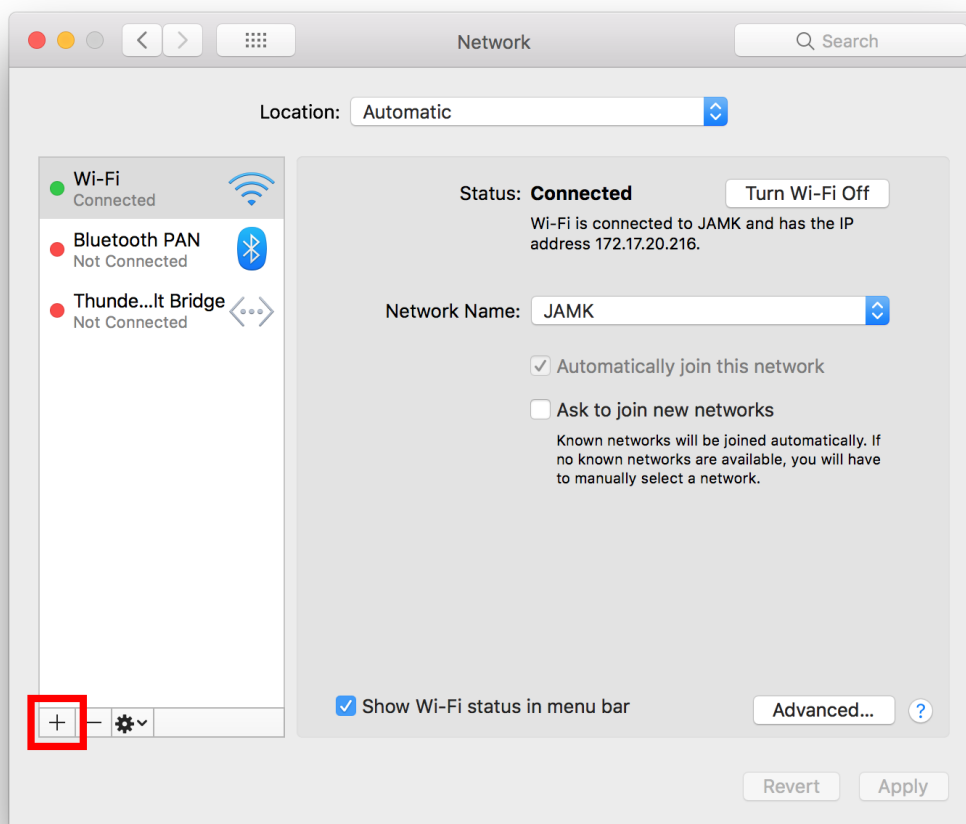 Network
Search
Location: Automatic
Wi-Fi
Connected
Bluetooth PAN
Not Connected
Thunde...lt Bridge
Not Connected
Status: Connected
Turn Wi-Fi Off
Wi-Fi is connected to JAMK and has the IP
address 172.17.20.216.
Network Name: JAMK
Automatically join this network
Ask to join new networks
Known networks will be joined automatically. If
no known networks are available, you will have
to manually select a network.
Show Wi-Fi status in menu bar
Advanced...
?
Revert
Apply